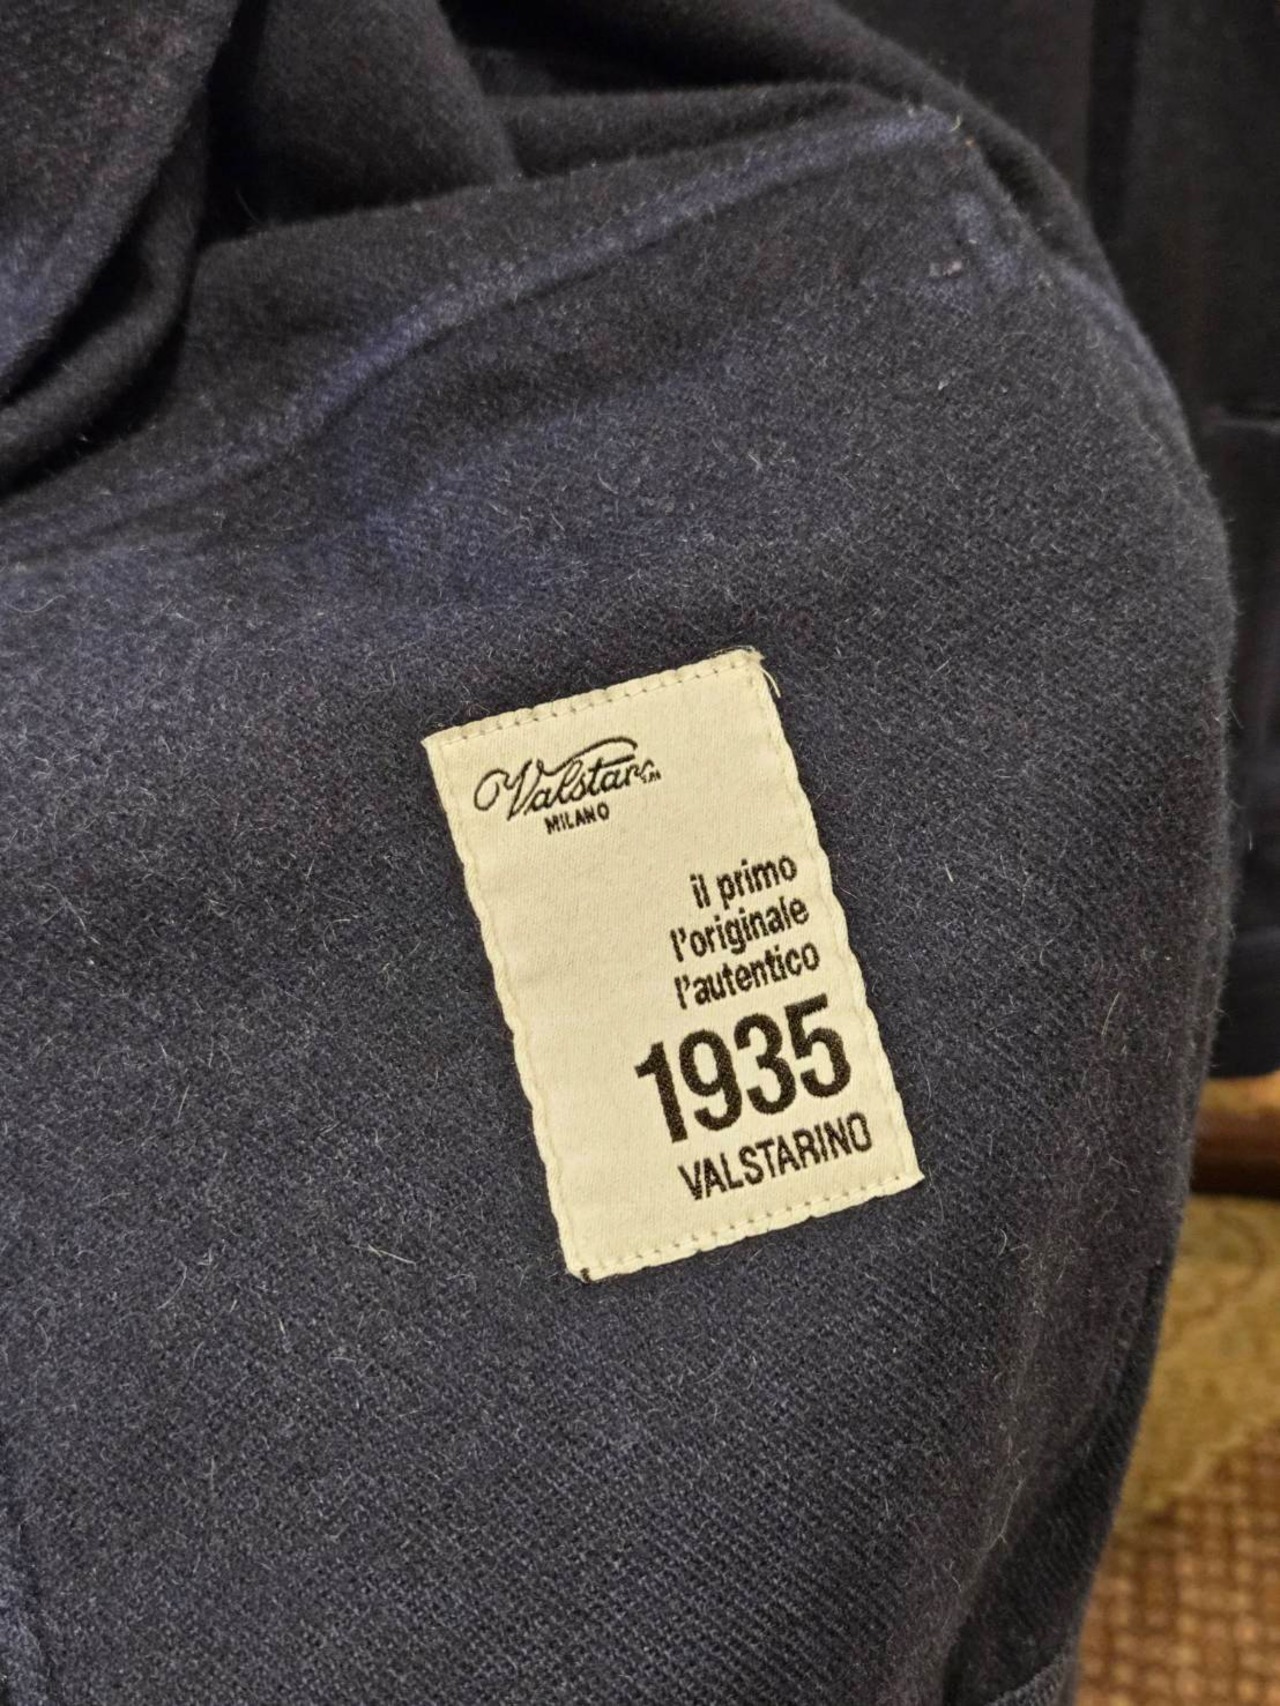 Valstar S.P.A.
MILANO
il primo
l'originale
l'autentico
1935
VALSTARINO